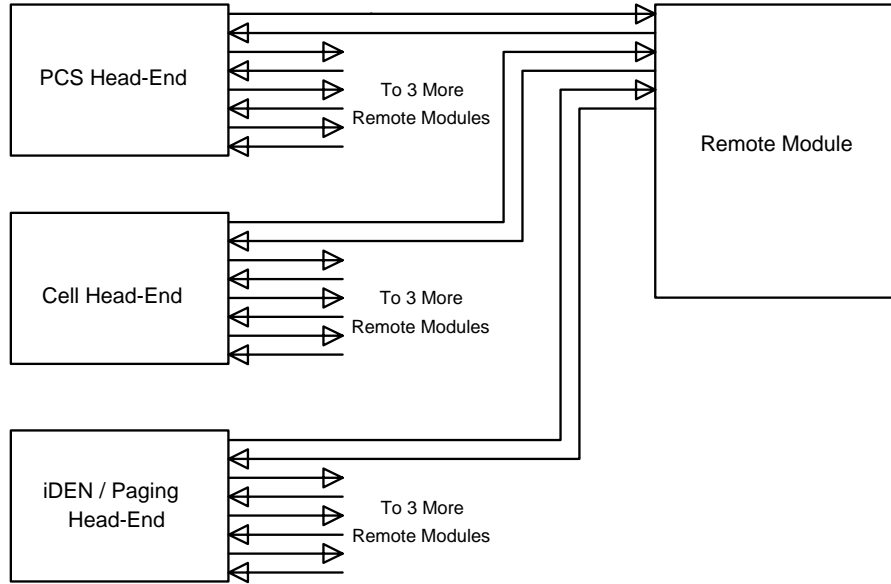 PCS Head-End
To 3 More
Remote Modules
Remote Module
Cell Head-End
To 3 More
Remote Modules
iDEN / Paging
Head-End
To 3 More
Remote Modules